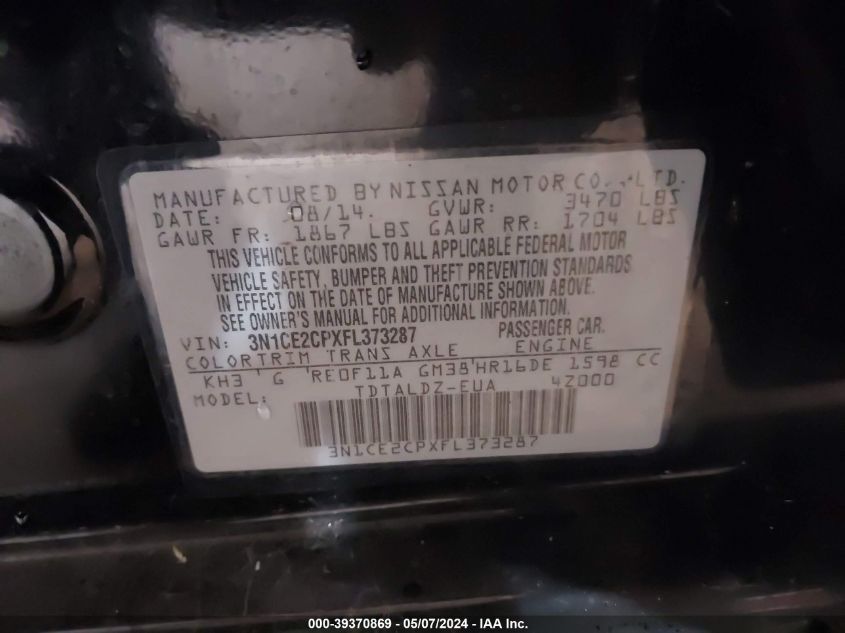 MANUFACTURED BY NISSAN MOTOR CO., LTD.
DATE: 08/14. GVWR: 3470 LBS
GAWR FR: 1867 LBS GAWR RR: 1704 LBS
THIS VEHICLE CONFORMS TO ALL APPLICABLE FEDERAL MOTOR
VEHICLE SAFETY, BUMPER AND THEFT PREVENTION STANDARDS
IN EFFECT ON THE DATE OF MANUFACTURE SHOWN ABOVE.
SEE OWNER'S MANUAL FOR ADDITIONAL INFORMATION.
VIN: 3N1CE2CPXFL373287 PASSENGER CAR.
COLORTRIM TRANS AXLE ENGINE
KH3 ' G 'RE0F11A GM38'HR16DE 1598 CC
MODEL: TDTALDZ-EUA 4Z000
3N1CE2CPXFL373287
000-39370869 — 05/07/2024 — IAA Inc.